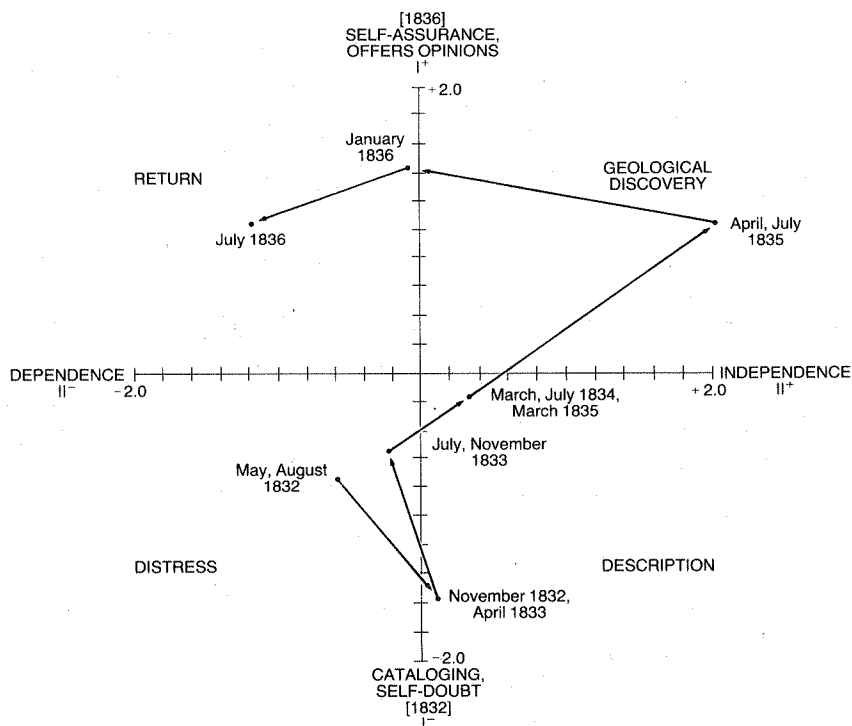 [1836]
SELF-ASSURANCE,
OFFERS OPINIONS
I+
+2.0
January
1836
RETURN
GEOLOGICAL
DISCOVERY
July 1836
April, July
1835
DEPENDENCE
II-
-2.0
INDEPENDENCE
+2.0
II+
March, July 1834,
March 1835
July, November
1833
May, August
1832
DISTRESS
DESCRIPTION
November 1832,
April 1833
-2.0
CATALOGING,
SELF-DOUBT
[1832]
I-